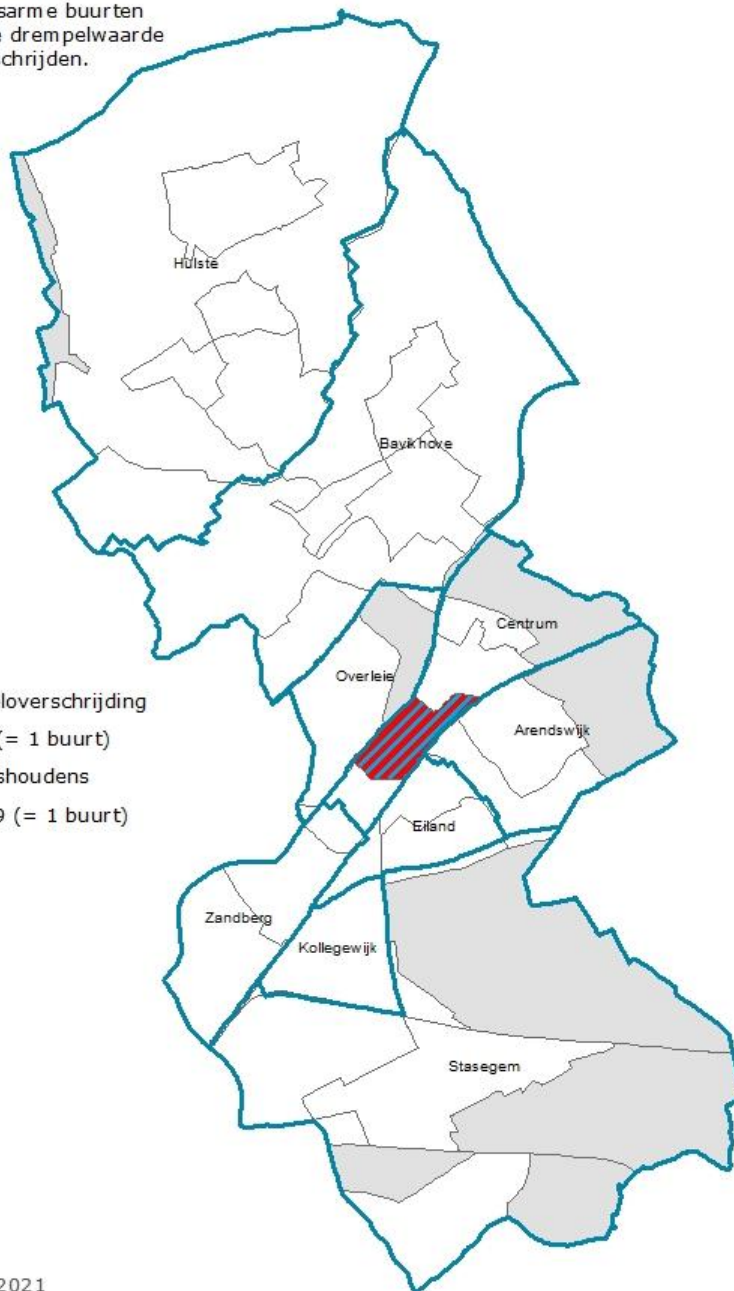 sarme buurten
drempelwaarde
chrijden.
Hulste
Bavikhove
Centrum
Overleie
Arendswijk
loverschrijding
(= 1 buurt)
shoudens
9 (= 1 buurt)
Eiland
Zandberg
Kollegewijk
Stasegem
2021